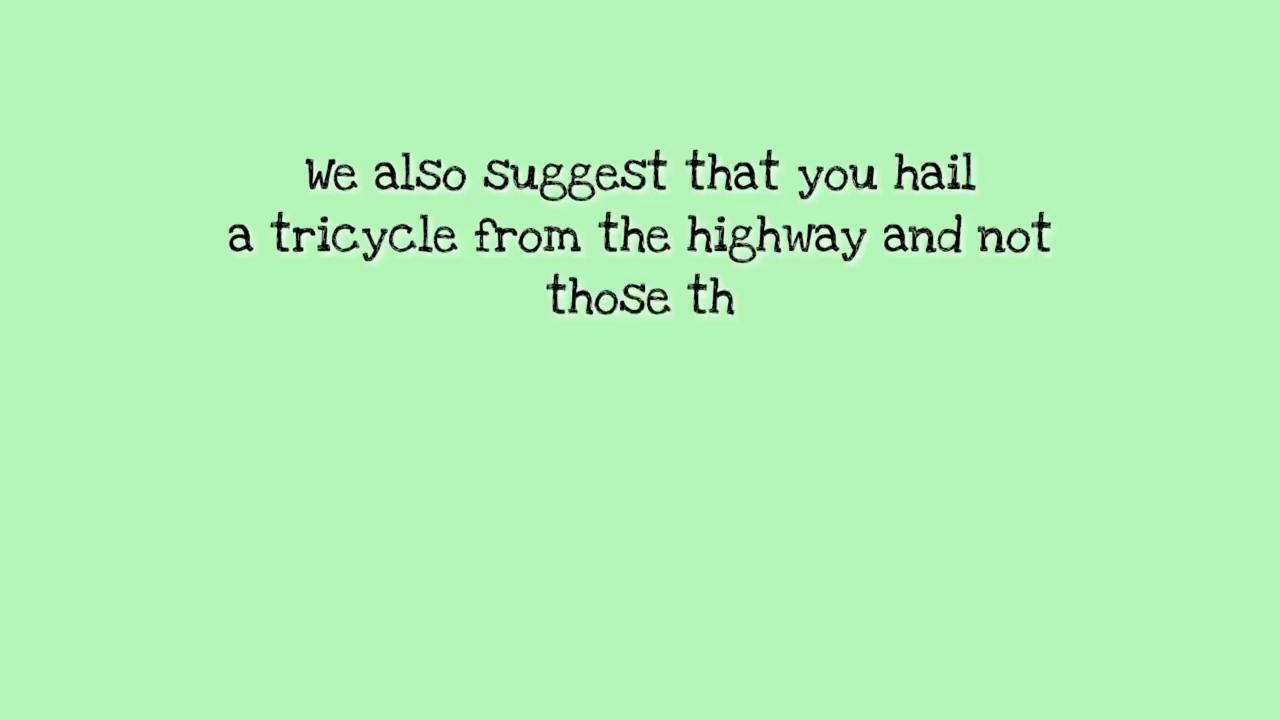 We also suggest that you hail
a tricycle from the highway and not
those th